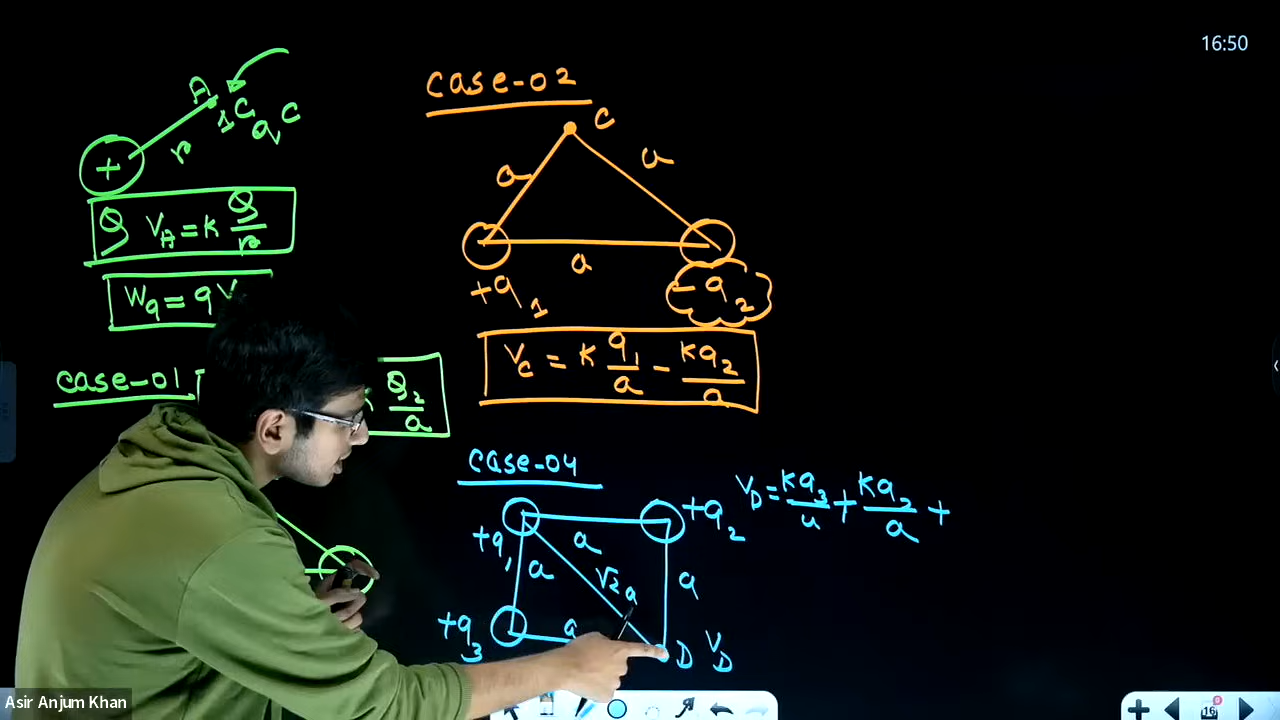 16:50
A
1C
qC
r
+
Q V_A = K Q/r
W_q = qV
case-01
Q_2/a
case-02
C
a
a
a
+q_1
-q_2
V_C = K q_1/a - Kq_2/a
case-04
V_D = Kq_3/a + Kq_2/a +
+q_1
+q_2
a
a
√2 a
a
+q_3
a
D V_D
Asir Anjum Khan
16